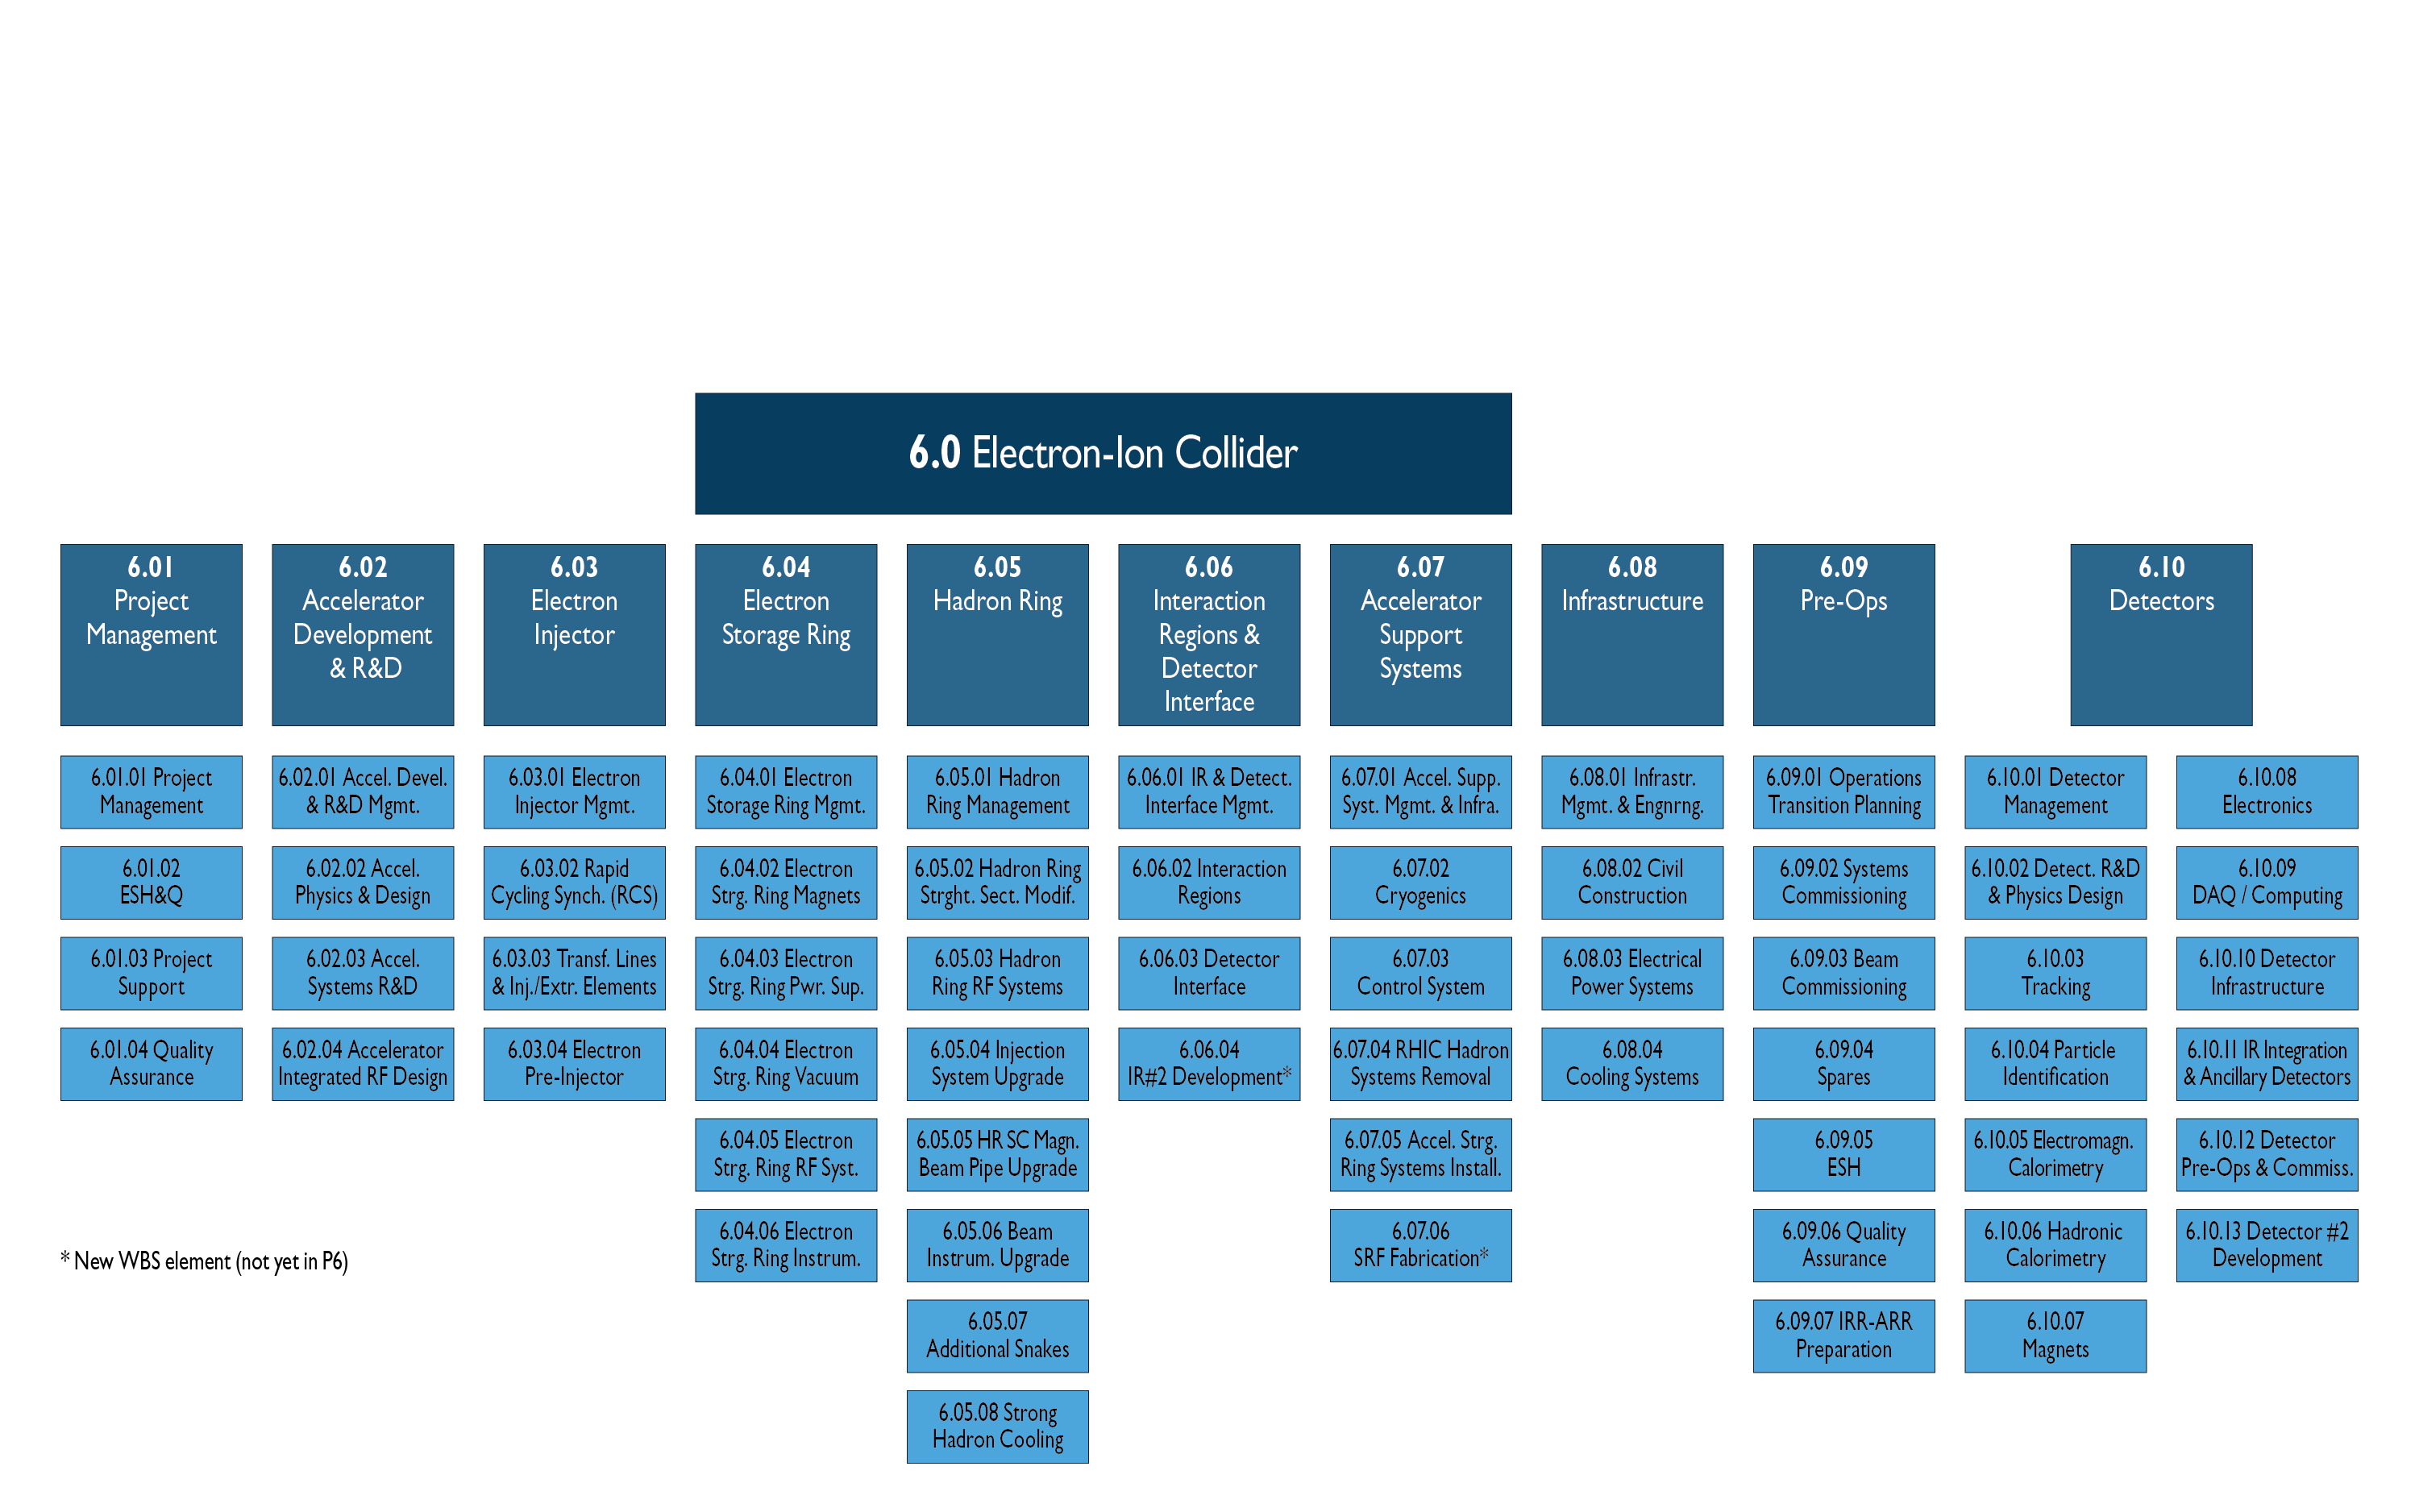 6.0 Electron-Ion Collider
6.01
Project
Management
6.02
Accelerator
Development
& R&D
6.03
Electron
Injector
6.04
Electron
Storage Ring
6.05
Hadron Ring
6.06
Interaction
Regions &
Detector
Interface
6.07
Accelerator
Support
Systems
6.08
Infrastructure
6.09
Pre-Ops
6.10
Detectors
6.01.01 Project
Management
6.01.02
ESH&Q
6.01.03 Project
Support
6.01.04 Quality
Assurance
6.02.01 Accel. Devel.
& R&D Mgmt.
6.02.02 Accel.
Physics & Design
6.02.03 Accel.
Systems R&D
6.02.04 Accelerator
Integrated RF Design
6.03.01 Electron
Injector Mgmt.
6.03.02 Rapid
Cycling Synch. (RCS)
6.03.03 Transf. Lines
& Inj./Extr. Elements
6.03.04 Electron
Pre-Injector
6.04.01 Electron
Storage Ring Mgmt.
6.04.02 Electron
Strg. Ring Magnets
6.04.03 Electron
Strg. Ring Pwr. Sup.
6.04.04 Electron
Strg. Ring Vacuum
6.04.05 Electron
Strg. Ring RF Syst.
6.04.06 Electron
Strg. Ring Instrum.
6.05.01 Hadron
Ring Management
6.05.02 Hadron Ring
Strght. Sect. Modif.
6.05.03 Hadron
Ring RF Systems
6.05.04 Injection
System Upgrade
6.05.05 HR SC Magn.
Beam Pipe Upgrade
6.05.06 Beam
Instrum. Upgrade
6.05.07
Additional Snakes
6.05.08 Strong
Hadron Cooling
6.06.01 IR & Detect.
Interface Mgmt.
6.06.02 Interaction
Regions
6.06.03 Detector
Interface
6.06.04
IR#2 Development*
6.07.01 Accel. Supp.
Syst. Mgmt. & Infra.
6.07.02
Cryogenics
6.07.03
Control System
6.07.04 RHIC Hadron
Systems Removal
6.07.05 Accel. Strg.
Ring Systems Install.
6.07.06
SRF Fabrication*
6.08.01 Infrastr.
Mgmt. & Engnrng.
6.08.02 Civil
Construction
6.08.03 Electrical
Power Systems
6.08.04
Cooling Systems
6.09.01 Operations
Transition Planning
6.09.02 Systems
Commissioning
6.09.03 Beam
Commissioning
6.09.04
Spares
6.09.05
ESH
6.09.06 Quality
Assurance
6.09.07 IRR-ARR
Preparation
6.10.01 Detector
Management
6.10.02 Detect. R&D
& Physics Design
6.10.03
Tracking
6.10.04 Particle
Identification
6.10.05 Electromagn.
Calorimetry
6.10.06 Hadronic
Calorimetry
6.10.07
Magnets
6.10.08
Electronics
6.10.09
DAQ / Computing
6.10.10 Detector
Infrastructure
6.10.11 IR Integration
& Ancillary Detectors
6.10.12 Detector
Pre-Ops & Commiss.
6.10.13 Detector #2
Development
* New WBS element (not yet in P6)